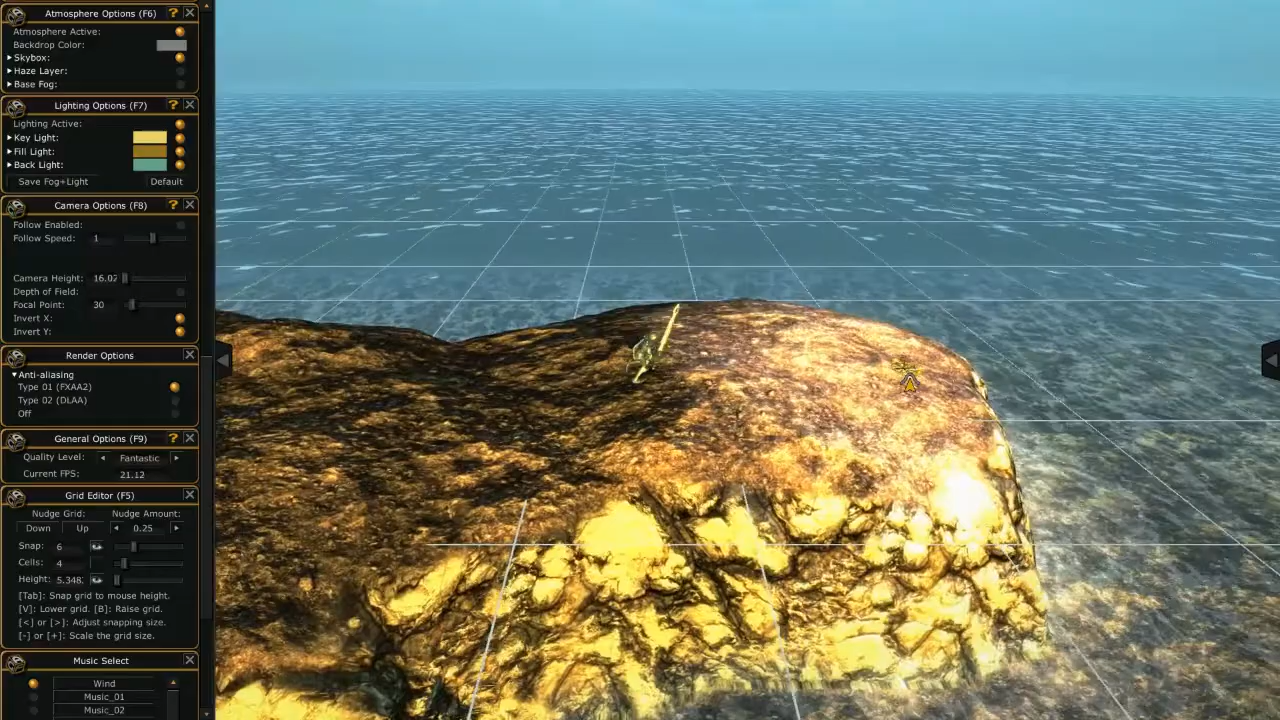 Atmosphere Options (F6) ?
Atmosphere Active:
Backdrop Color:
Skybox:
Haze Layer:
Base Fog:
Lighting Options (F7) ?
Lighting Active:
Key Light:
Fill Light:
Back Light:
Save Fog+Light Default
Camera Options (F8) ?
Follow Enabled:
Follow Speed: 1
Camera Height: 16.02
Depth of Field:
Focal Point: 30
Invert X:
Invert Y:
Render Options
Anti-aliasing
Type 01 (FXAA2)
Type 02 (DLAA)
Off
General Options (F9) ?
Quality Level: Fantastic
Current FPS: 21.12
Grid Editor (F5)
Nudge Grid: Nudge Amount:
Down Up 0.25
Snap: 6
Cells: 4
Height: 5.348
[Tab]: Snap grid to mouse height.
[V]: Lower grid. [B]: Raise grid.
[<] or [>]: Adjust snapping size.
[-] or [+]: Scale the grid size.
Music Select
Wind
Music_01
Music_02